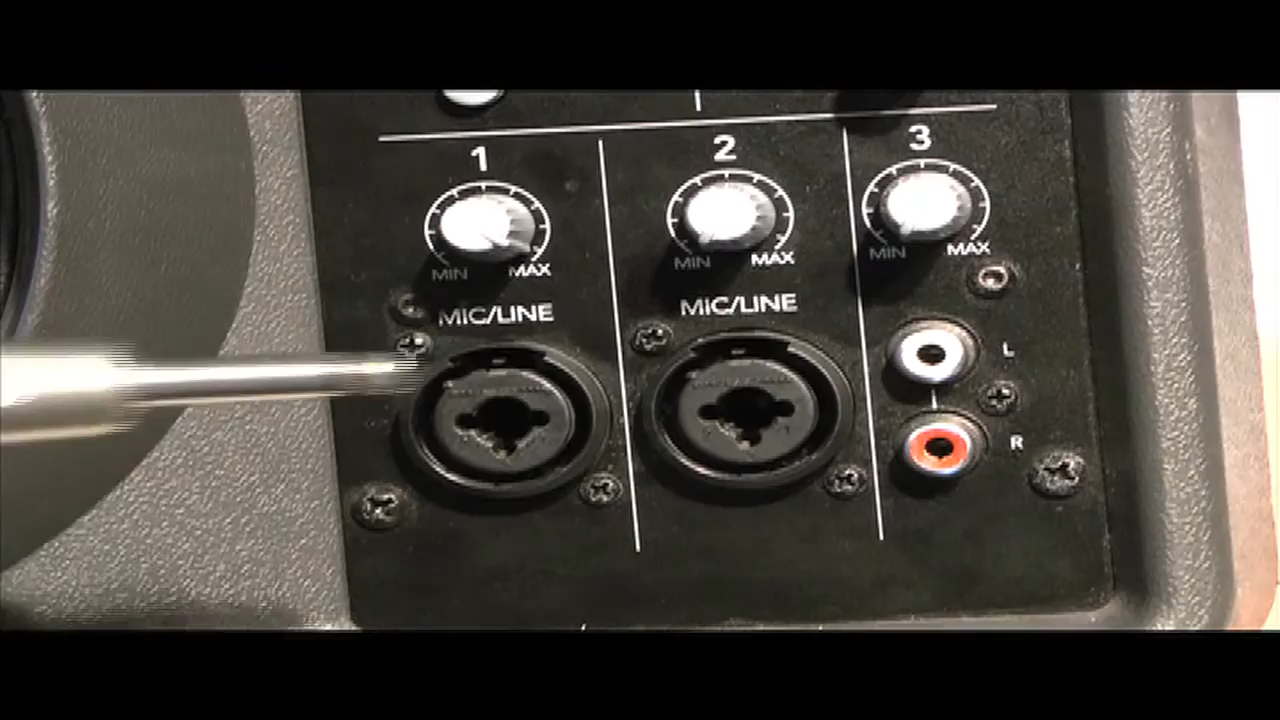 1 2 3
MIN MAX MIN MAX MIN MAX
MIC/LINE MIC/LINE
L
R